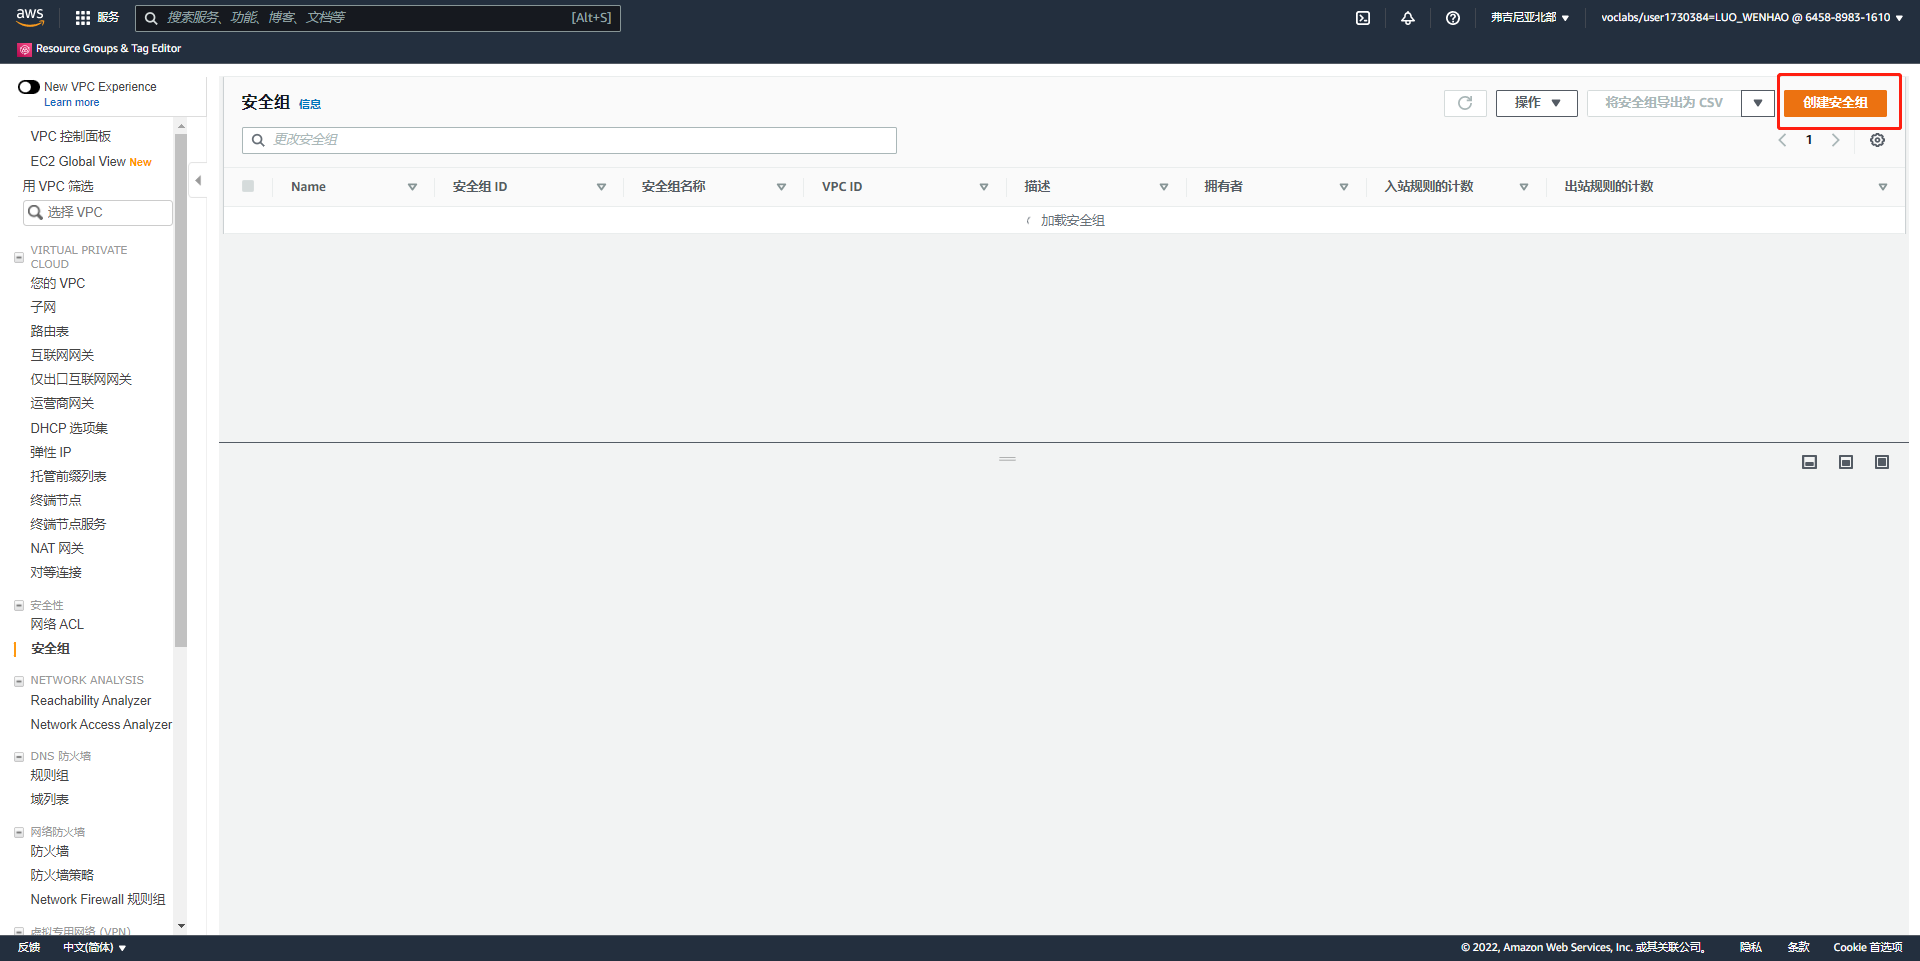 aws
服务
搜索服务、功能、博客、文档等
[Alt+S]
弗吉尼亚北部
voclabs/user1730384=LUO_WENHAO @ 6458-8983-1610
Resource Groups & Tag Editor
New VPC Experience
Learn more
VPC 控制面板
EC2 Global View New
用 VPC 筛选
选择 VPC
VIRTUAL PRIVATE
CLOUD
您的 VPC
子网
路由表
互联网网关
仅出口互联网网关
运营商网关
DHCP 选项集
弹性 IP
托管前缀列表
终端节点
终端节点服务
NAT 网关
对等连接
安全性
网络 ACL
安全组
NETWORK ANALYSIS
Reachability Analyzer
Network Access Analyzer
DNS 防火墙
规则组
域列表
网络防火墙
防火墙
防火墙策略
Network Firewall 规则组
虚拟专用网络 (VPN)
安全组 信息
操作
将安全组导出为 CSV
创建安全组
更改安全组
1
Name
安全组 ID
安全组名称
VPC ID
描述
拥有者
入站规则的计数
出站规则的计数
加载安全组
反馈
中文(简体)
© 2022, Amazon Web Services, Inc. 或其关联公司。
隐私
条款
Cookie 首选项